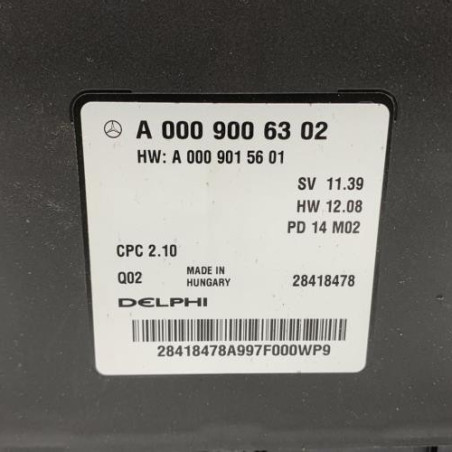 A 000 900 63 02
HW: A 000 901 56 01
SV 11.39
HW 12.08
PD 14 M02
CPC 2.10
Q02 MADE IN HUNGARY 28418478
DELPHI
28418478A997F000WP9